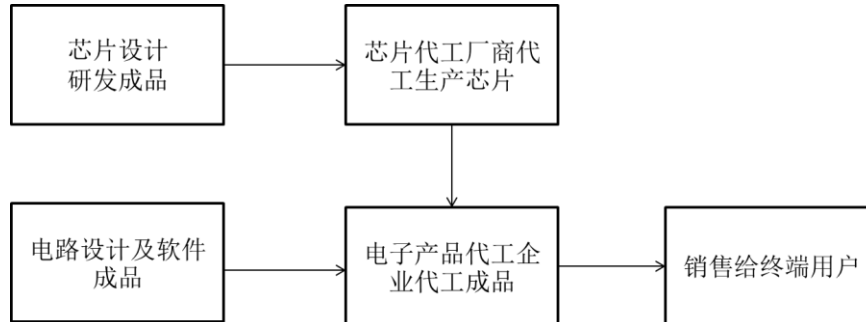 芯片设计
研发成品
芯片代工厂商代
工生产芯片
电路设计及软件
成品
电子产品代工企
业代工成品
销售给终端用户